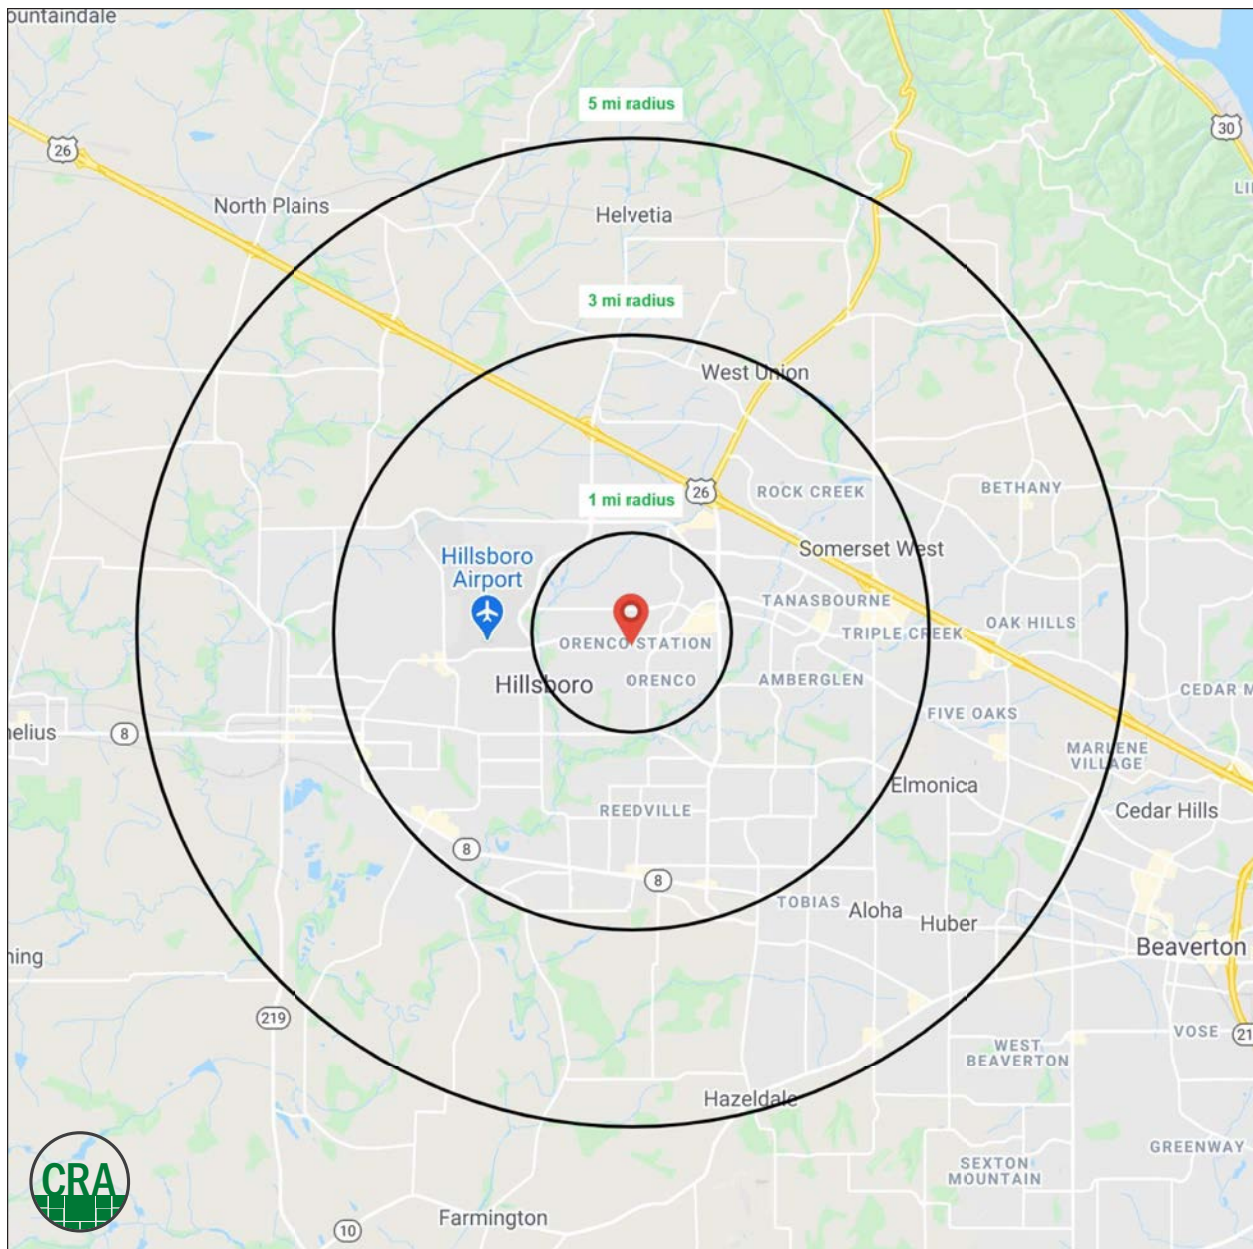 ountaindale
5 mi radius
26
30
LI
North Plains
Helvetia
3 mi radius
West Union
1 mi radius
26
ROCK CREEK
BETHANY
Hillsboro
Airport
Somerset West
TANASBOURNE
ORENCO STATION
TRIPLE CREEK
OAK HILLS
Hillsboro
ORENCO
AMBERGLEN
CEDAR M
FIVE OAKS
nelius
8
MARLENE
VILLAGE
REEDVILLE
Elmonica
Cedar Hills
8
8
TOBIAS
Aloha
Huber
ning
Beaverton
219
VOSE
21
WEST
BEAVERTON
Hazeldale
GREENWAY
CRA
SEXTON
MOUNTAIN
Farmington
10